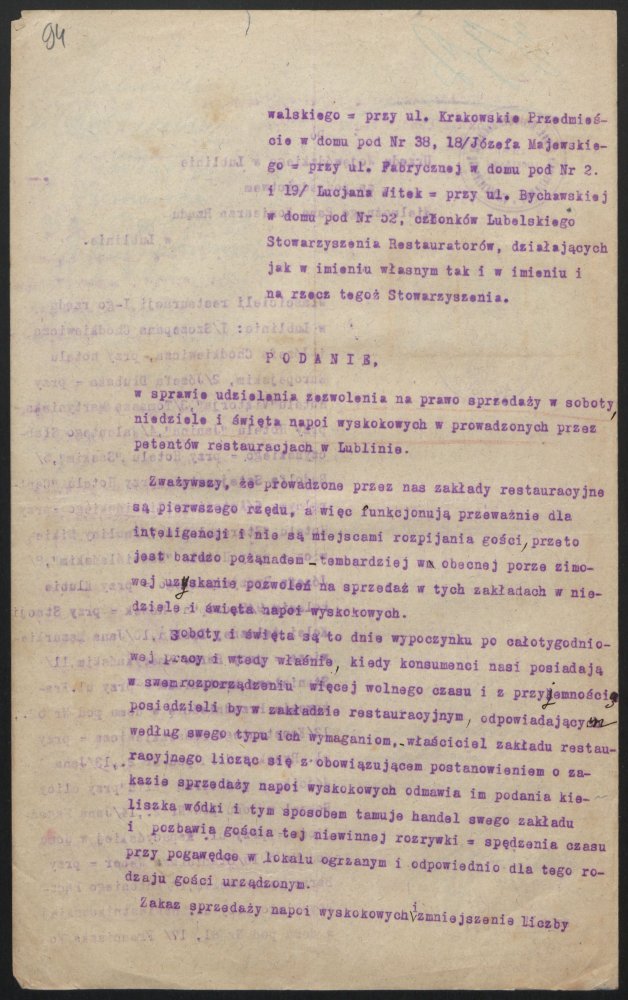 94
walskiego = przy ul. Krakowskie Przedmieś-
cie w domu pod Nr 38, 18/Józefa Majewskie-
go = przy ul. Fabrycznej w domu pod Nr 2.
i 19/ Lucjana Witek = przy ul. Bychawskiej
w domu pod Nr 52, członków Lubelskiego
Stowarzyszenia Restauratorów, działających
jak w imieniu własnym tak i w imieniu i
na rzecz tegoż Stowarzyszenia.
PODANIE,
w sprawie udzielania zezwolenia na prawo sprzedaży w soboty,
niedziele i święta napoi wyskokowych w prowadzonych przez
petentów restauracjach w Lublinie.
Zważywszy, że prowadzone przez nas zakłady restauracyjne
są pierwszego rzędu, a więc funkcjonują przeważnie dla
inteligencji i nie są miejscami rozpijania gości, przeto
jest bardzo pożądadem tembardziej w obecnej porze zimo-
wej uzyskanie pozwoleń na sprzedaż w tych zakładach w nie-
dziele i święta napoi wyskokowych.
Soboty i święta są to dnie wypoczynku po całotygodnio-
wej pracy i wtedy właśnie, kiedy konsumenci nasi posiadają
w swemrozporządzeniu więcej wolnego czasu i z przyjemnością
posiedzieli by w zakładzie restauracyjnym, odpowiadającym
według swego typu ich wymaganiom, właściciel zakładu restau-
racyjnego licząc się z obowiązującem postanowieniem o za-
kazie sprzedaży napoi wyskokowych odmawia im podania kie-
liszka wódki i tym sposobem tamuje handel swego zakładu
i pozbawia gościa tej niewinnej rozrywki = spędzenia czasu
przy pogawędce w lokalu ogrzanym i odpowiednio dla tego ro-
dzaju gości urządzonym.
Zakaz sprzedaży napoi wyskokowych i zmniejszenie liczby